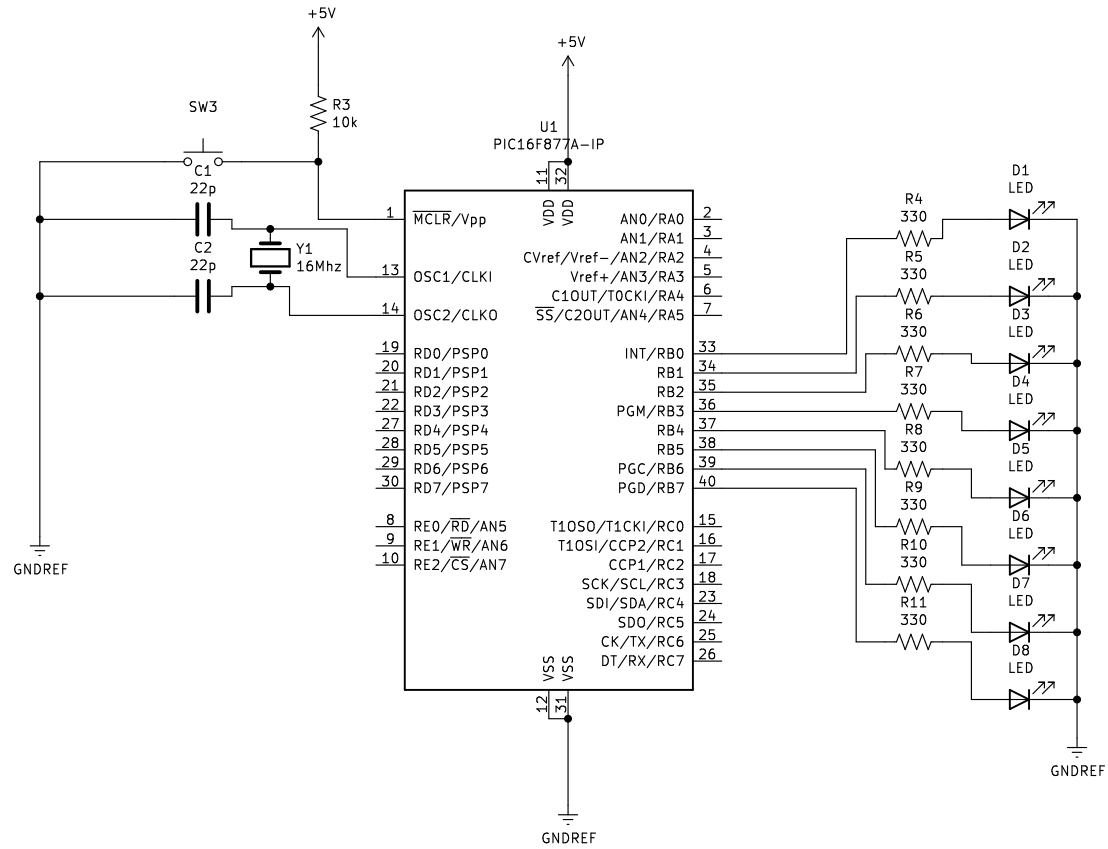 +5V
+5V
SW3
R3
10k
U1
PIC16F877A-IP
C1
22p
C2
22p
Y1
16Mhz
11
32
VDD
VDD
1
MCLR/Vpp
13
OSC1/CLKI
14
OSC2/CLKO
19
RD0/PSP0
20
RD1/PSP1
21
RD2/PSP2
22
RD3/PSP3
27
RD4/PSP4
28
RD5/PSP5
29
RD6/PSP6
30
RD7/PSP7
8
RE0/RD/AN5
9
RE1/WR/AN6
10
RE2/CS/AN7
AN0/RA0
2
AN1/RA1
3
CVref/Vref-/AN2/RA2
4
Vref+/AN3/RA3
5
C1OUT/T0CKI/RA4
6
SS/C2OUT/AN4/RA5
7
INT/RB0
33
RB1
34
RB2
35
PGM/RB3
36
RB4
37
RB5
38
PGC/RB6
39
PGD/RB7
40
T1OSO/T1CKI/RC0
15
T1OSI/CCP2/RC1
16
CCP1/RC2
17
SCK/SCL/RC3
18
SDI/SDA/RC4
23
SDO/RC5
24
CK/TX/RC6
25
DT/RX/RC7
26
VSS
VSS
12
31
GNDREF
GNDREF
R4
330
R5
330
R6
330
R7
330
R8
330
R9
330
R10
330
R11
330
D1
LED
D2
LED
D3
LED
D4
LED
D5
LED
D6
LED
D7
LED
D8
LED
GNDREF